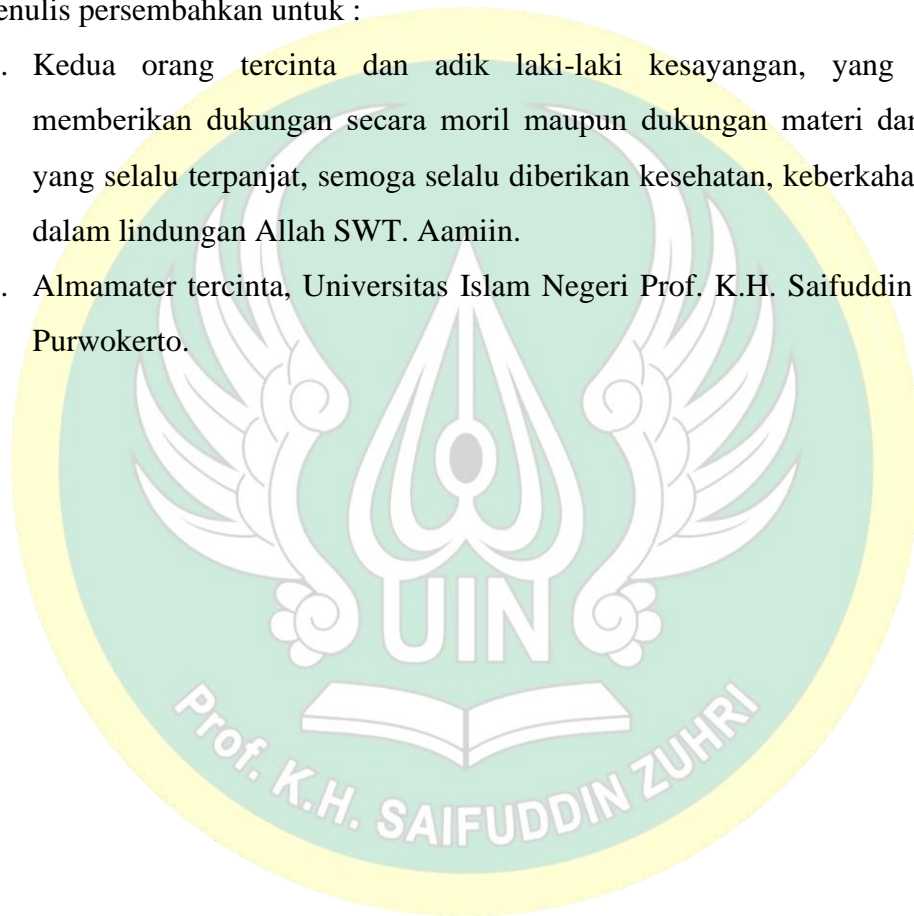 enulis persembahkan untuk :
. Kedua orang tercinta dan adik laki-laki kesayangan, yang
memberikan dukungan secara moril maupun dukungan materi dar
yang selalu terpanjat, semoga selalu diberikan kesehatan, keberkaha
dalam lindungan Allah SWT. Aamiin.
. Almamater tercinta, Universitas Islam Negeri Prof. K.H. Saifuddin
Purwokerto.
UIN
Prof. K.H. SAIFUDDIN ZUHRI